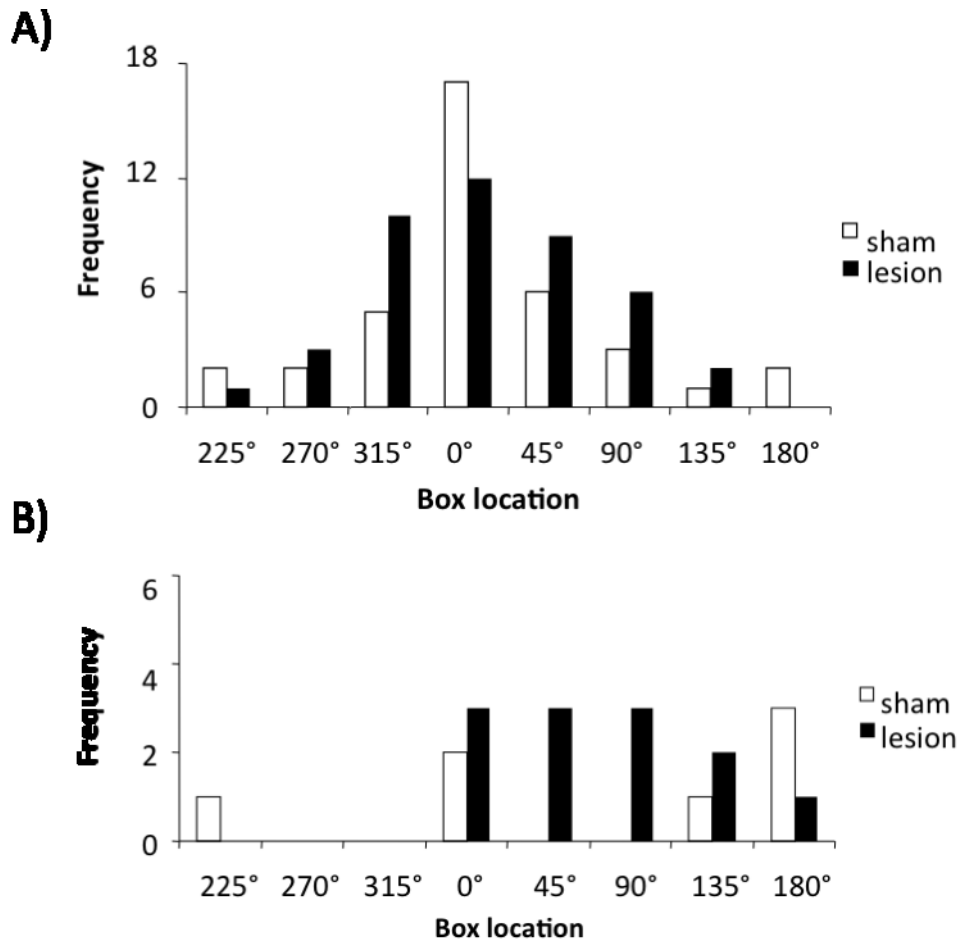 A)
18
12
6
0
Frequency
sham
lesion
225° 270° 315° 0° 45° 90° 135° 180°
Box location
B)
6
4
2
0
Frequency
sham
lesion
225° 270° 315° 0° 45° 90° 135° 180°
Box location